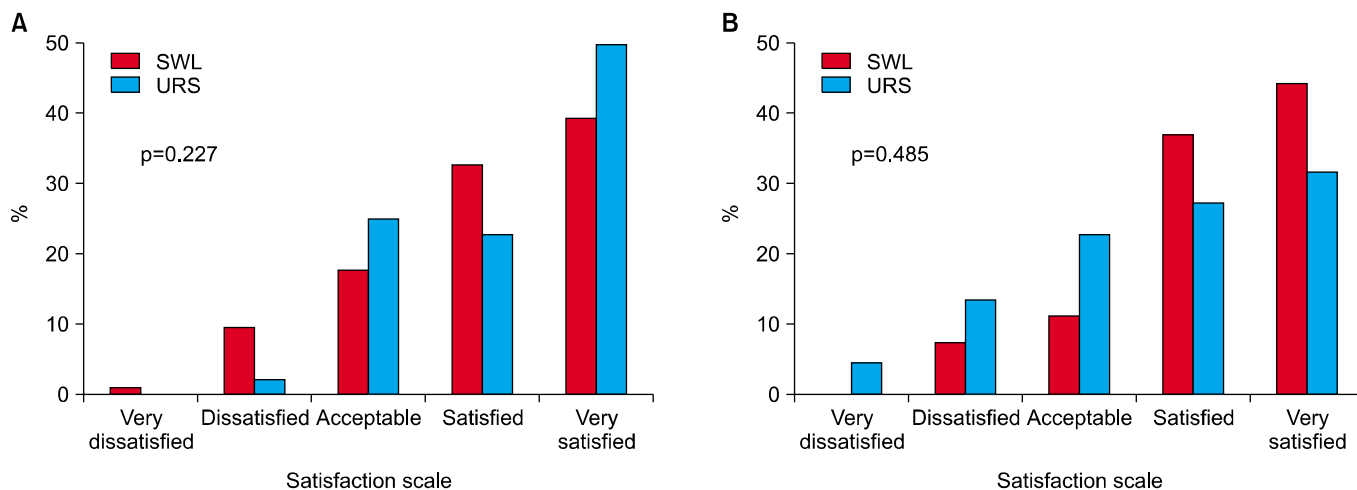 A
50
40
30
20
10
0
%
SWL
URS
p=0.227
Very
dissatisfied
Dissatisfied
Acceptable
Satisfied
Very
satisfied
Satisfaction scale
B
50
40
30
20
10
0
%
SWL
URS
p=0.485
Very
dissatisfied
Dissatisfied
Acceptable
Satisfied
Very
satisfied
Satisfaction scale